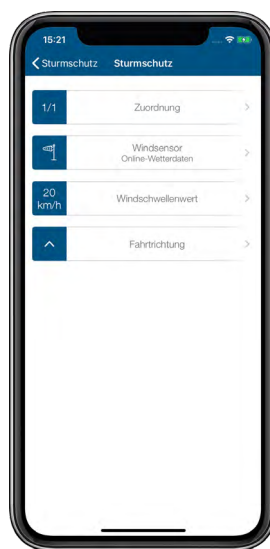 15:21
Sturmschutz Sturmschutz
1/1 Zuordnung
Windsensor
Online-Wetterdaten
20
km/h Windschwellenwert
Fahrtrichtung